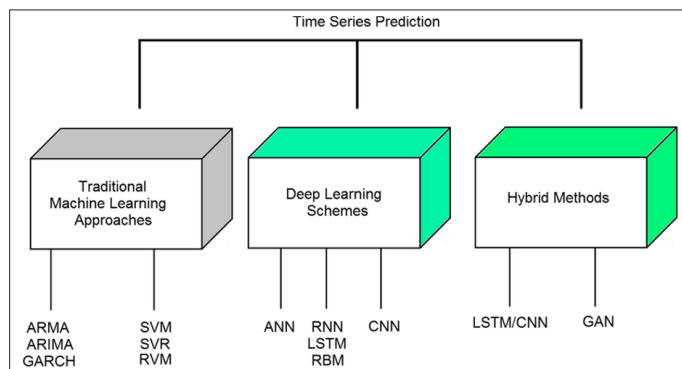 Time Series Prediction
Traditional
Machine Learning
Approaches
Deep Learning
Schemes
Hybrid Methods
ARMA
ARIMA
GARCH
SVM
SVR
RVM
ANN
RNN
LSTM
RBM
CNN
LSTM/CNN
GAN